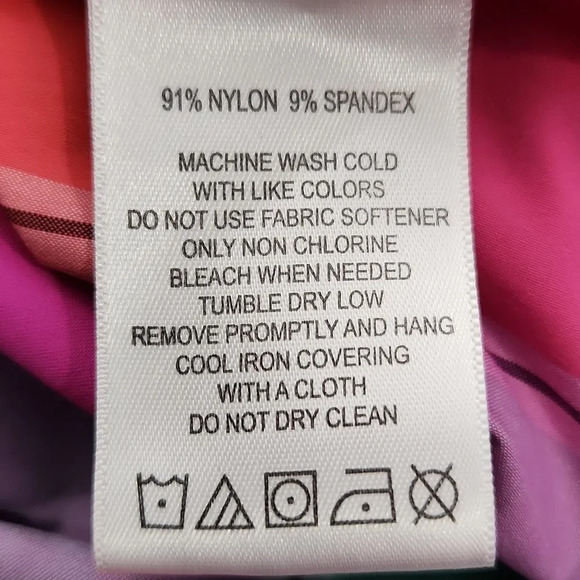 91% NYLON 9% SPANDEX
MACHINE WASH COLD
WITH LIKE COLORS
DO NOT USE FABRIC SOFTENER
ONLY NON CHLORINE
BLEACH WHEN NEEDED
TUMBLE DRY LOW
REMOVE PROMPTLY AND HANG
COOL IRON COVERING
WITH A CLOTH
DO NOT DRY CLEAN